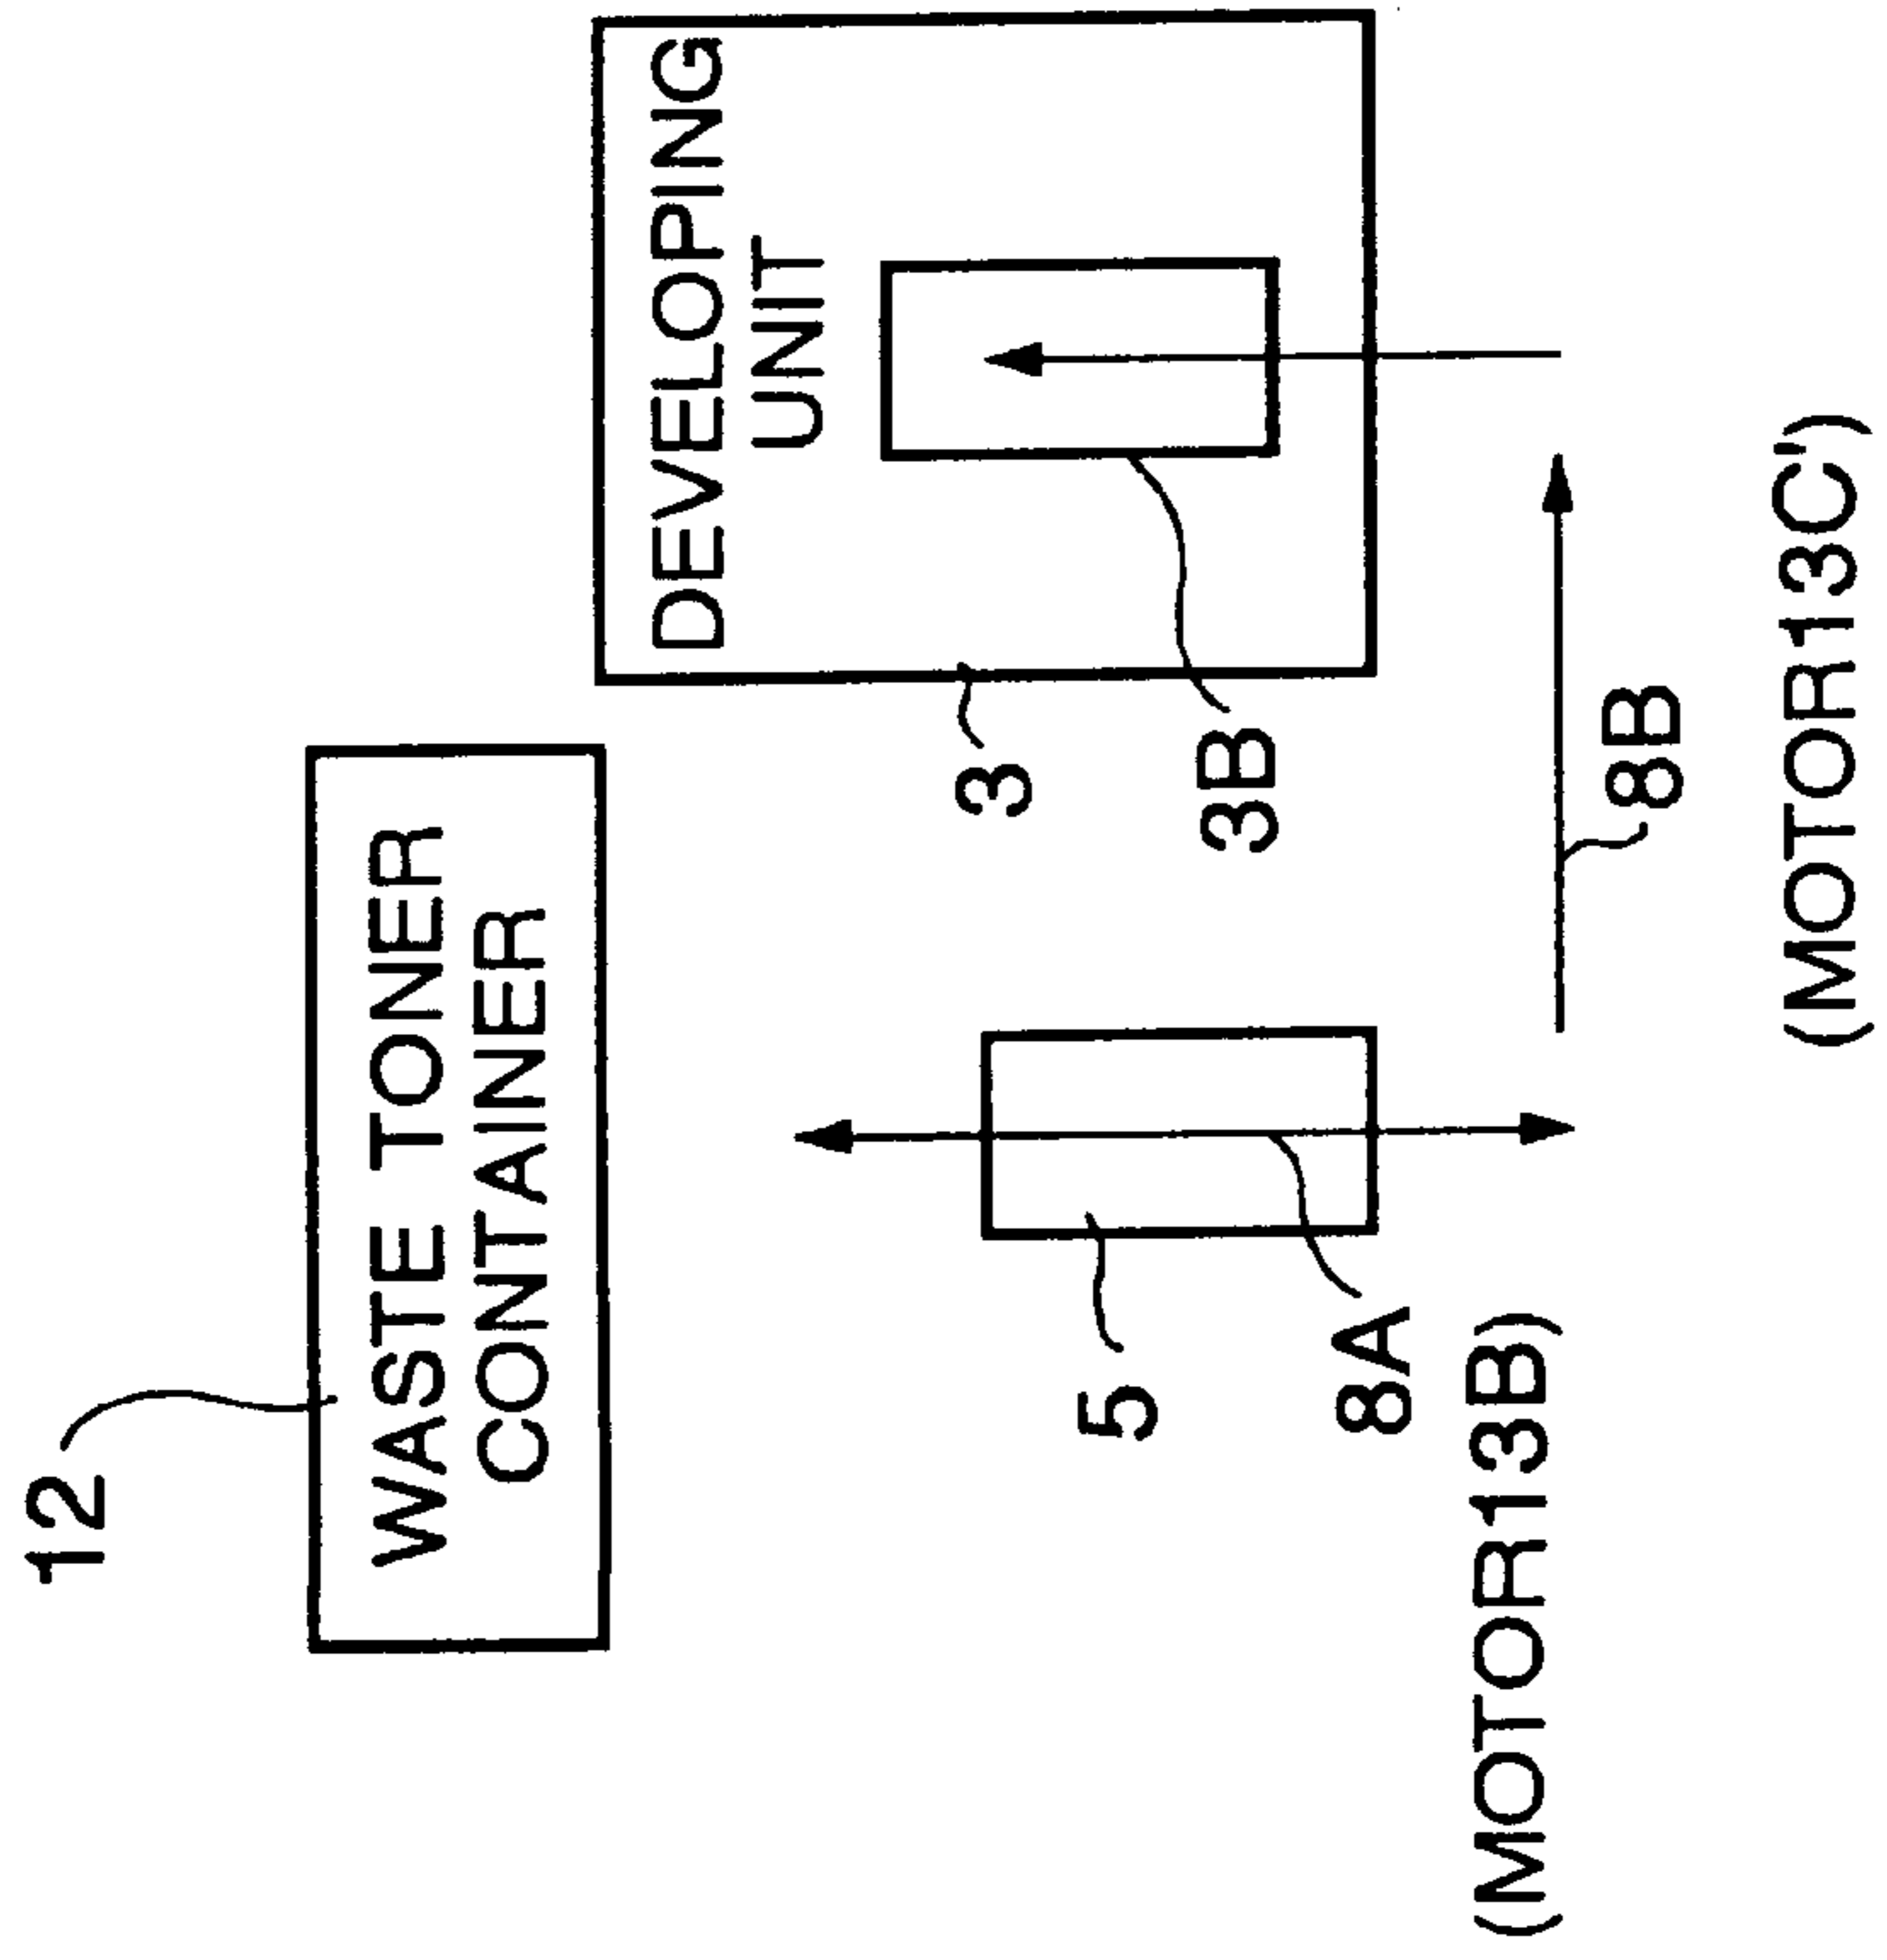 12
WASTE TONER
CONTAINER
DEVELOPING
UNIT
3
3B
5
8A
(MOTOR13B)
8B
(MOTOR13C')